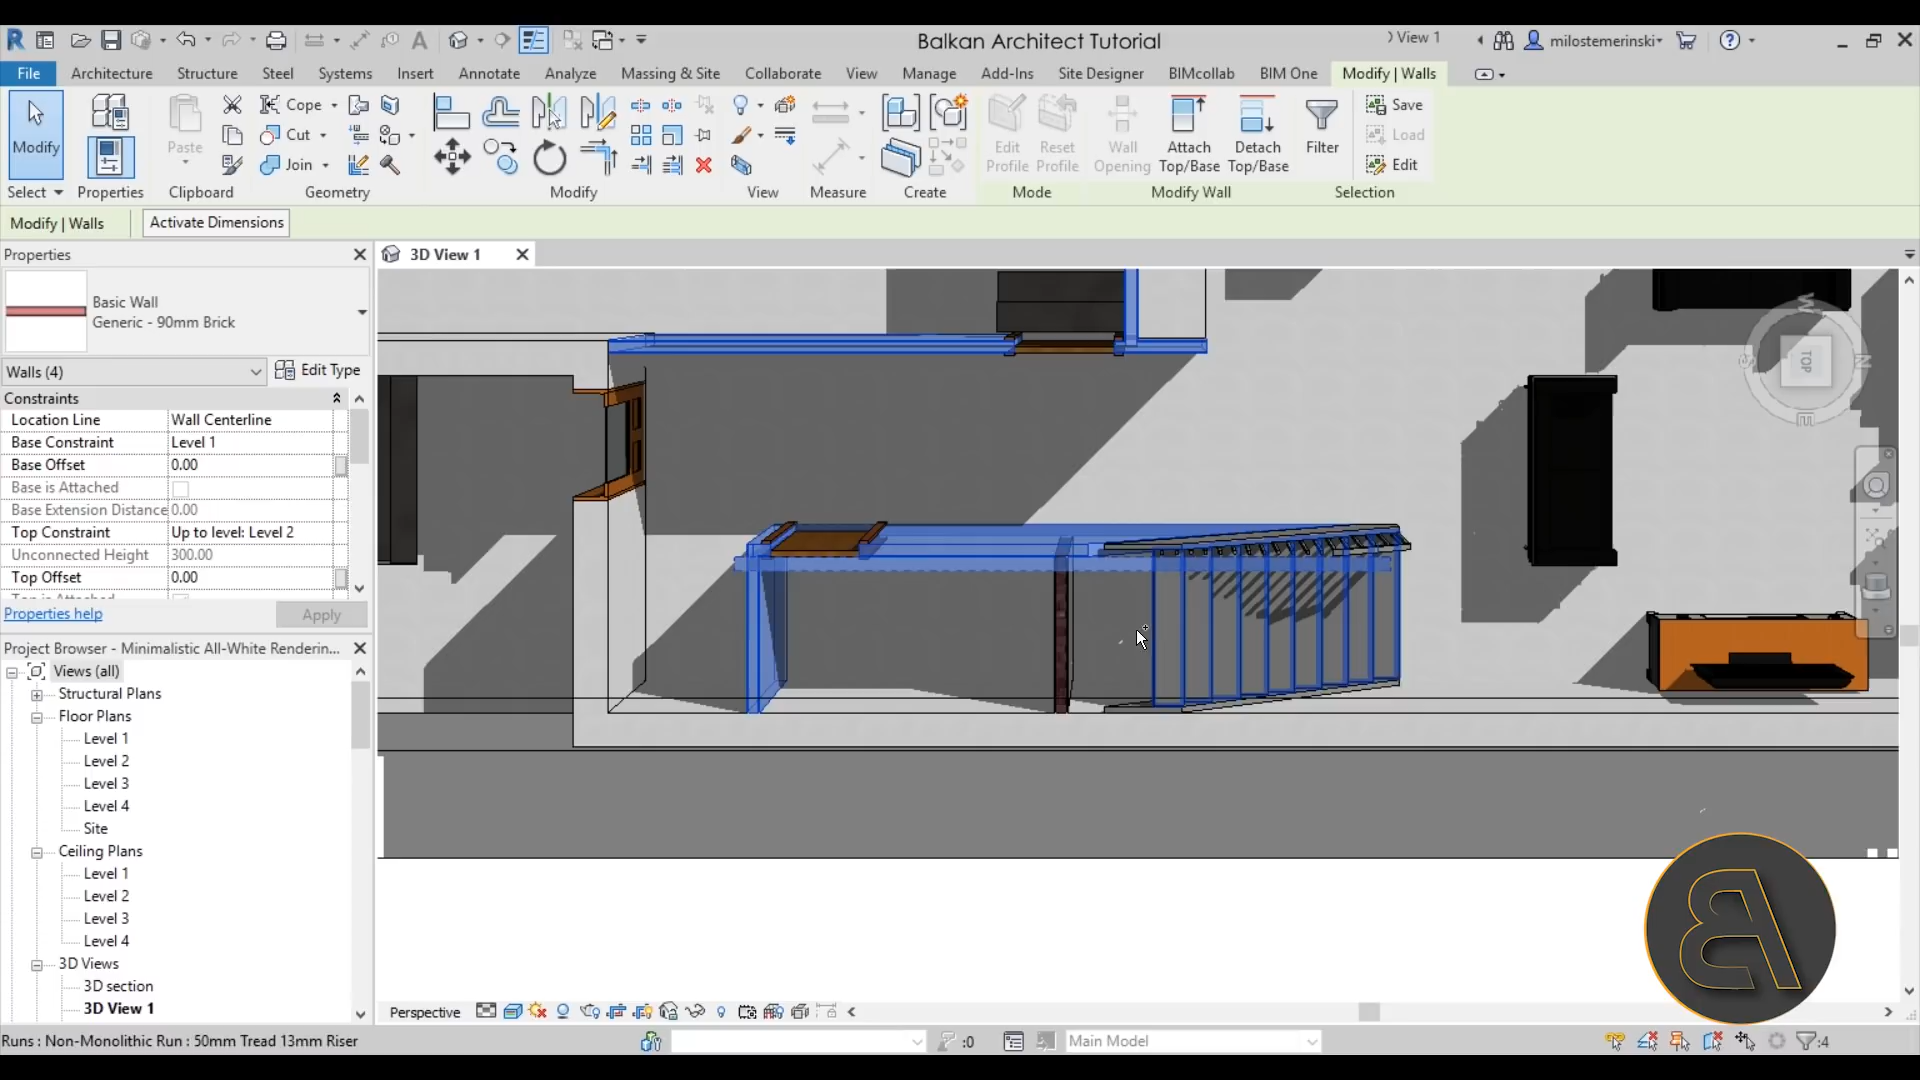 Balkan Architect Tutorial
View 1
milostemerinski
File
Architecture
Structure
Steel
Systems
Insert
Annotate
Analyze
Massing & Site
Collaborate
View
Manage
Add-Ins
Site Designer
BIMcollab
BIM One
Modify | Walls
Modify
Paste
Cope
Cut
Join
Edit Profile
Reset Profile
Wall Opening
Attach Top/Base
Detach Top/Base
Filter
Save
Load
Edit
Select
Properties
Clipboard
Geometry
Modify
View
Measure
Create
Mode
Modify Wall
Selection
Modify | Walls
Activate Dimensions
Properties
3D View 1
Basic Wall
Generic - 90mm Brick
Walls (4)
Edit Type
Constraints
Location Line Wall Centerline
Base Constraint Level 1
Base Offset 0.00
Base is Attached
Base Extension Distance 0.00
Top Constraint Up to level: Level 2
Unconnected Height 300.00
Top Offset 0.00
Properties help
Apply
Project Browser - Minimalistic All-White Renderin...
Views (all)
Structural Plans
Floor Plans
Level 1
Level 2
Level 3
Level 4
Site
Ceiling Plans
Level 1
Level 2
Level 3
Level 4
3D Views
3D section
3D View 1
TOP
W
N
E
S
Perspective
Runs : Non-Monolithic Run : 50mm Tread 13mm Riser
:0
Main Model
:4